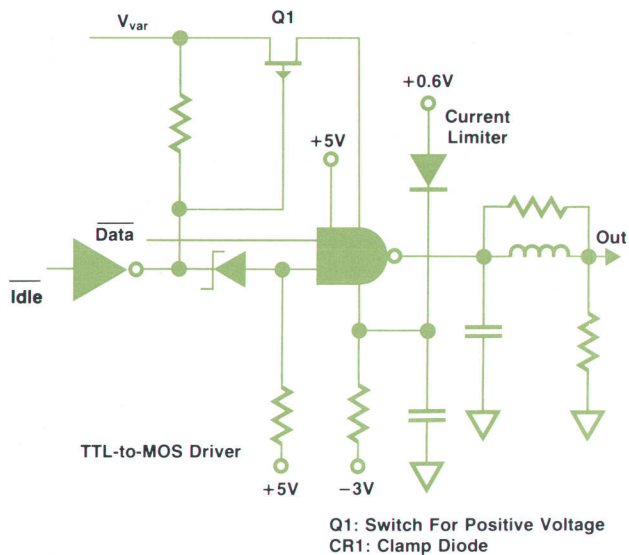 Q1
Vvar
+0.6V
Current
Limiter
+5V
Data
Out
Idle
TTL-to-MOS Driver
+5V
−3V
Q1: Switch For Positive Voltage
CR1: Clamp Diode